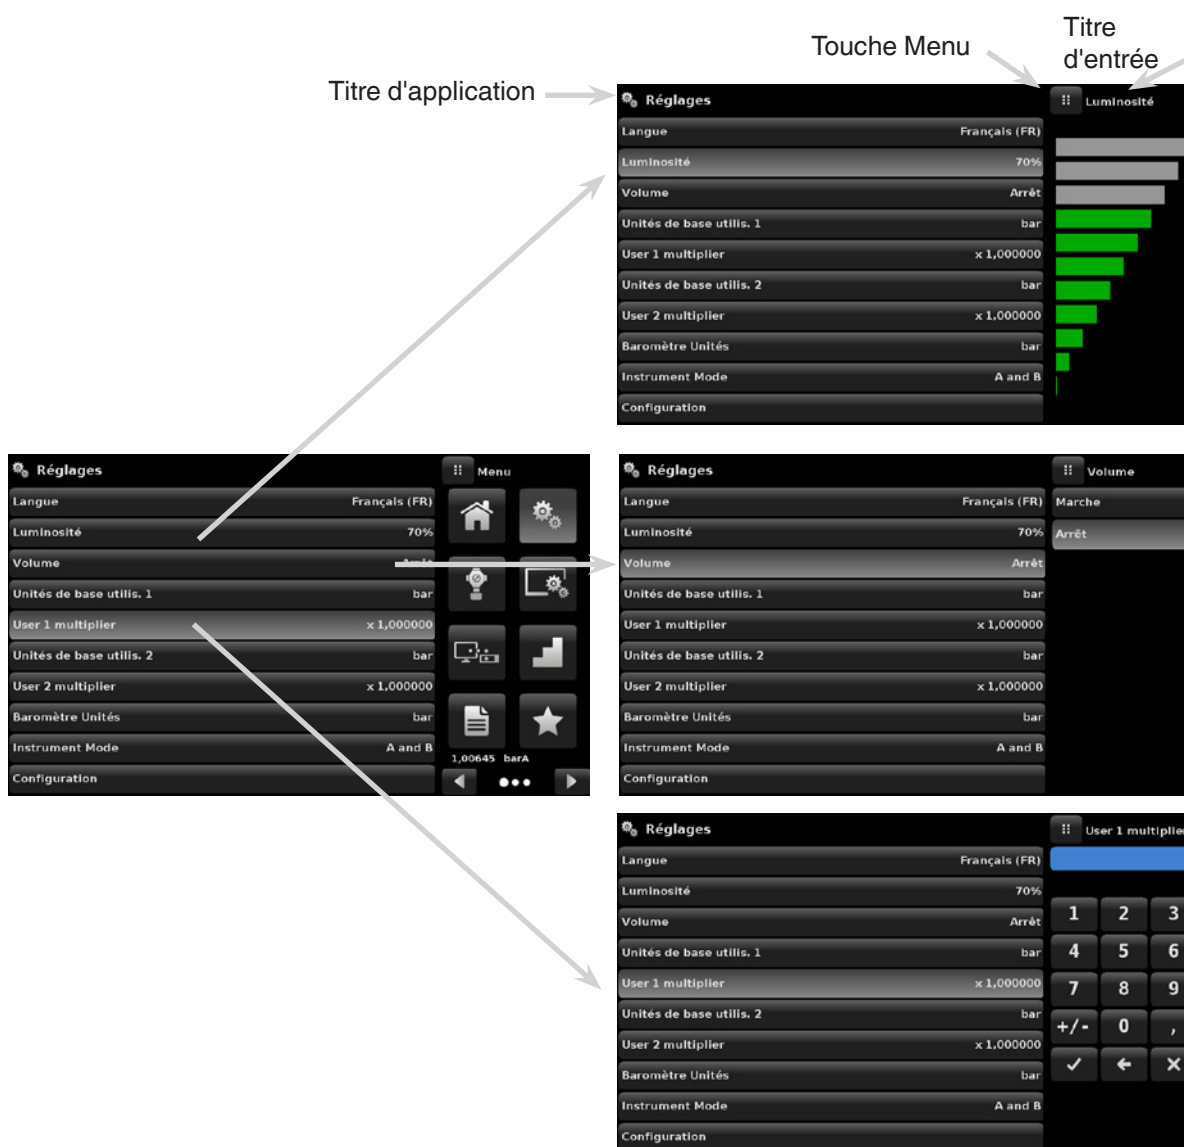 Titre
d'entrée
Touche Menu
Titre d'application
Réglages
Luminosité
Langue Français (FR)
Luminosité 70%
Volume Arrêt
Unités de base utilis. 1 bar
User 1 multiplier x 1,000000
Unités de base utilis. 2 bar
User 2 multiplier x 1,000000
Baromètre Unités bar
Instrument Mode A and B
Configuration
Réglages
Menu
Langue Français (FR)
Luminosité 70%
Volume Arrêt
Unités de base utilis. 1 bar
User 1 multiplier x 1,000000
Unités de base utilis. 2 bar
User 2 multiplier x 1,000000
Baromètre Unités bar
Instrument Mode A and B
Configuration
1,00645 barA
Réglages
Volume
Langue Français (FR)
Marche
Luminosité 70%
Arrêt
Volume Arrêt
Unités de base utilis. 1 bar
User 1 multiplier x 1,000000
Unités de base utilis. 2 bar
User 2 multiplier x 1,000000
Baromètre Unités bar
Instrument Mode A and B
Configuration
Réglages
User 1 multiplier
Langue Français (FR)
Luminosité 70%
Volume Arrêt
Unités de base utilis. 1 bar
User 1 multiplier x 1,000000
Unités de base utilis. 2 bar
User 2 multiplier x 1,000000
Baromètre Unités bar
Instrument Mode A and B
Configuration
1 2 3
4 5 6
7 8 9
+/- 0 ,